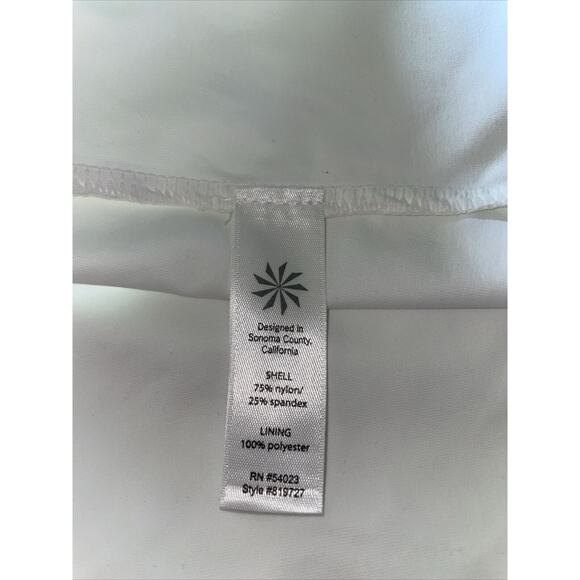 Designed in
Sonoma County,
California
SHELL
75% nylon/
25% spandex
LINING
100% polyester
RN #54023
Style #819727